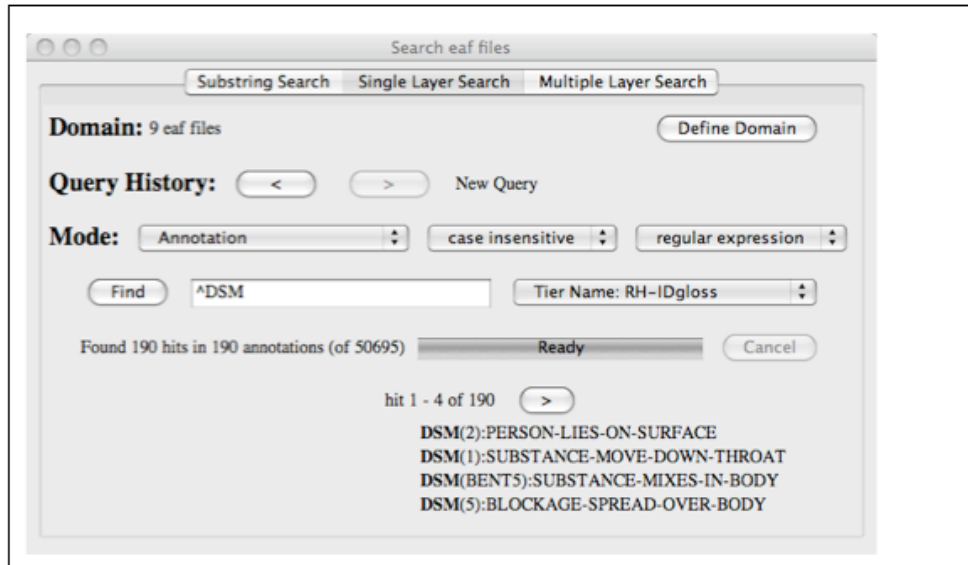 Search eaf files
Substring Search Single Layer Search Multiple Layer Search
Domain: 9 eaf files Define Domain
Query History: < > New Query
Mode: Annotation case insensitive regular expression
Find ^DSM Tier Name: RH-IDgloss
Found 190 hits in 190 annotations (of 50695) Ready Cancel
hit 1 - 4 of 190 >
DSM(2):PERSON-LIES-ON-SURFACE
DSM(1):SUBSTANCE-MOVE-DOWN-THROAT
DSM(BENT5):SUBSTANCE-MIXES-IN-BODY
DSM(5):BLOCKAGE-SPREAD-OVER-BODY